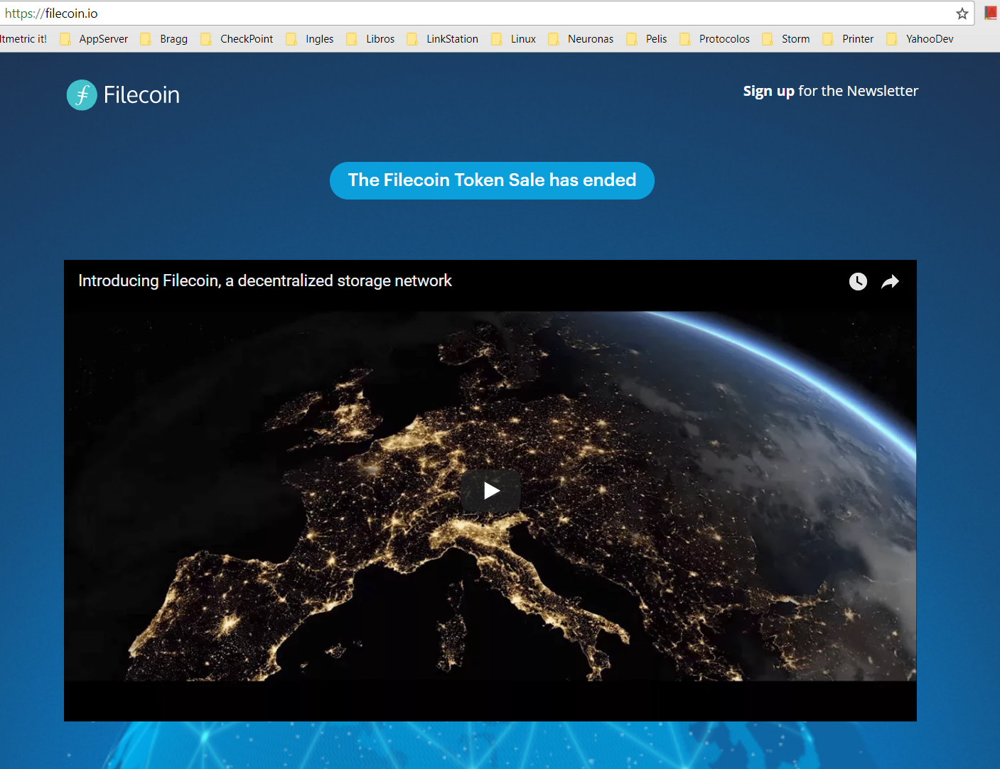 https://filecoin.io
ltmetric it! AppServer Bragg CheckPoint Ingles Libros LinkStation Linux Neuronas Pelis Protocolos Storm Printer YahooDev
Filecoin
Sign up for the Newsletter
The Filecoin Token Sale has ended
Introducing Filecoin, a decentralized storage network